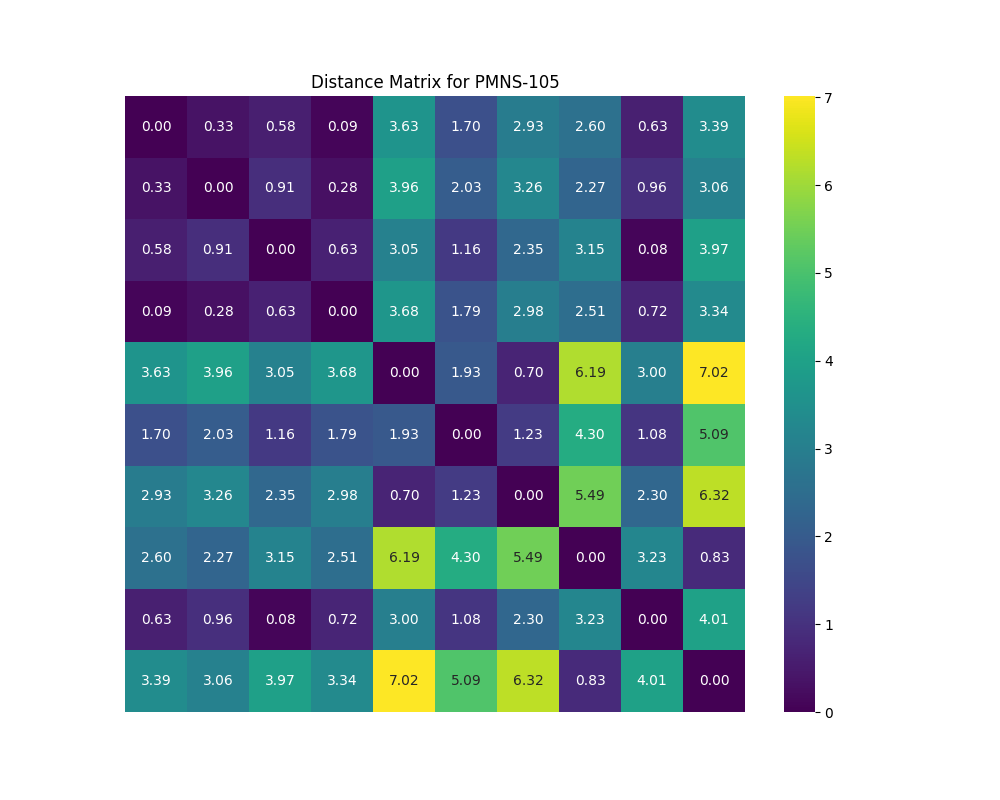 Distance Matrix for PMNS-105
0.00 0.33 0.58 0.09 3.63 1.70 2.93 2.60 0.63 3.39
0.33 0.00 0.91 0.28 3.96 2.03 3.26 2.27 0.96 3.06
0.58 0.91 0.00 0.63 3.05 1.16 2.35 3.15 0.08 3.97
0.09 0.28 0.63 0.00 3.68 1.79 2.98 2.51 0.72 3.34
3.63 3.96 3.05 3.68 0.00 1.93 0.70 6.19 3.00 7.02
1.70 2.03 1.16 1.79 1.93 0.00 1.23 4.30 1.08 5.09
2.93 3.26 2.35 2.98 0.70 1.23 0.00 5.49 2.30 6.32
2.60 2.27 3.15 2.51 6.19 4.30 5.49 0.00 3.23 0.83
0.63 0.96 0.08 0.72 3.00 1.08 2.30 3.23 0.00 4.01
3.39 3.06 3.97 3.34 7.02 5.09 6.32 0.83 4.01 0.00
7
6
5
4
3
2
1
0